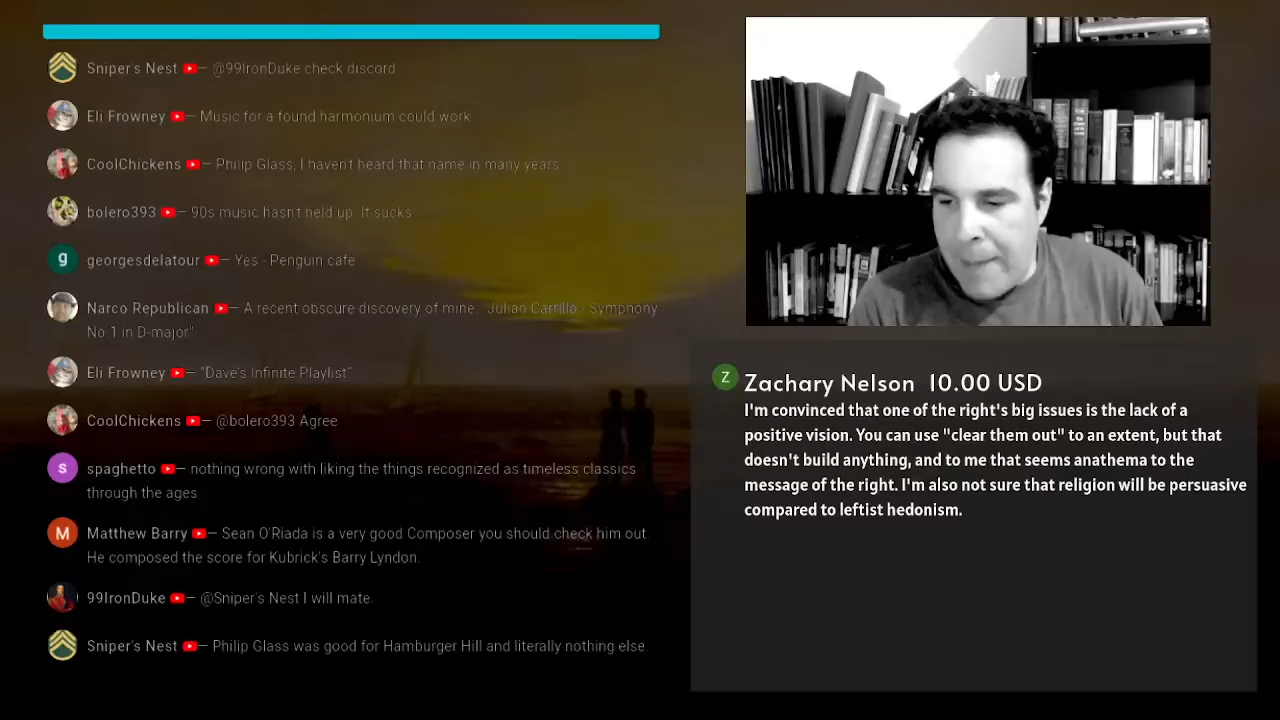 Sniper's Nest — @99IronDuke check discord
Eli Frowney — Music for a found harmonium could work
CoolChickens — Philip Glass, I haven't heard that name in many years
bolero393 — 90s music hasn't held up. It sucks
g
georgesdelatour — Yes - Penguin cafe
Narco Republican — A recent obscure discovery of mine. "Julian Carrillo - Symphony
No.1 in D-major"
Eli Frowney — "Dave's Infinite Playlist"
CoolChickens — @bolero393 Agree
s
spaghetto — nothing wrong with liking the things recognized as timeless classics
through the ages
M
Matthew Barry — Sean O'Riada is a very good Composer you should check him out.
He composed the score for Kubrick's Barry Lyndon.
99IronDuke — @Sniper's Nest I will mate.
Sniper's Nest — Philip Glass was good for Hamburger Hill and literally nothing else.
Z
Zachary Nelson 10.00 USD
I'm convinced that one of the right's big issues is the lack of a
positive vision. You can use "clear them out" to an extent, but that
doesn't build anything, and to me that seems anathema to the
message of the right. I'm also not sure that religion will be persuasive
compared to leftist hedonism.